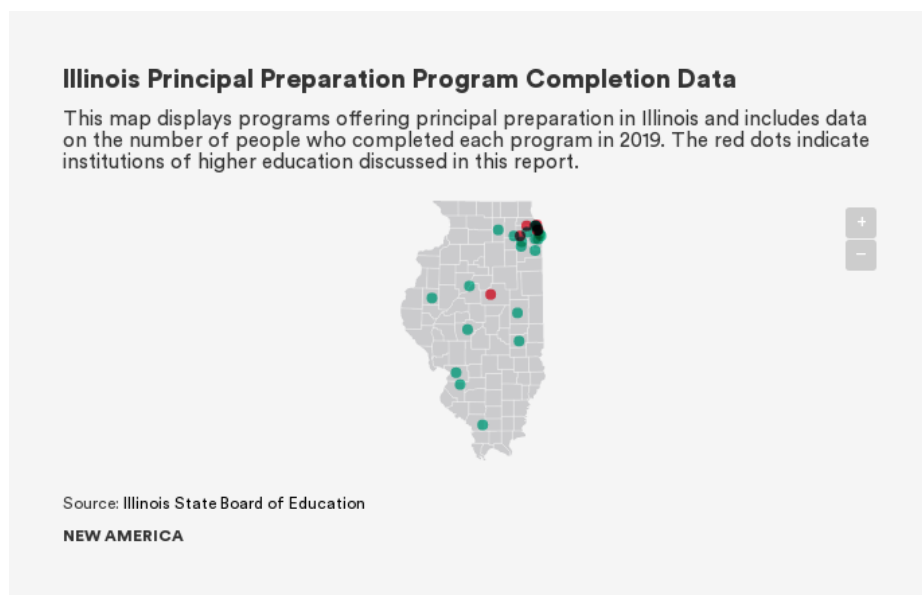 Illinois Principal Preparation Program Completion Data
This map displays programs offering principal preparation in Illinois and includes data
on the number of people who completed each program in 2019. The red dots indicate
institutions of higher education discussed in this report.
+
−
Source: Illinois State Board of Education
NEW AMERICA